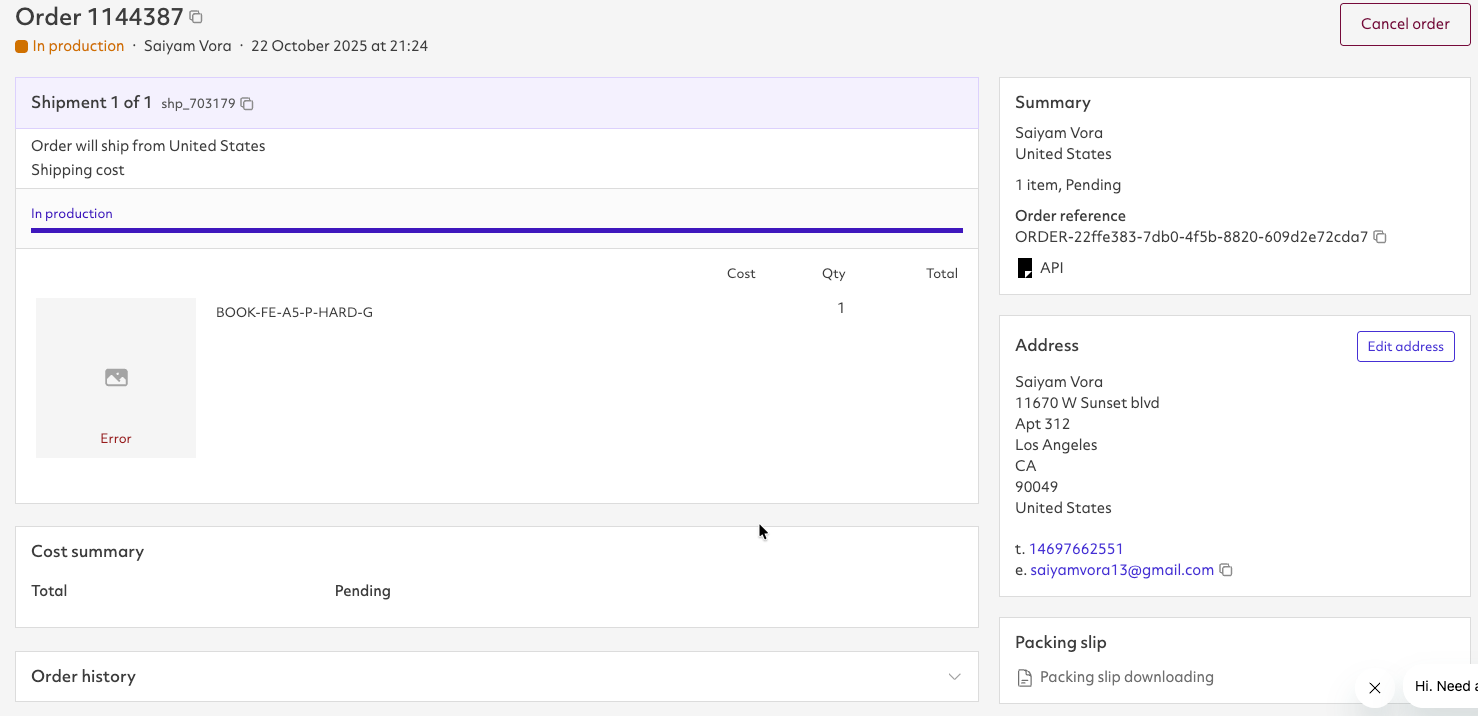 Order 1144387
In production · Saiyam Vora · 22 October 2025 at 21:24
Cancel order
Shipment 1 of 1 shp_703179
Order will ship from United States
Shipping cost
In production
Cost Qty Total
BOOK-FE-A5-P-HARD-G 1
Error
Cost summary
Total Pending
Order history
Summary
Saiyam Vora
United States
1 item, Pending
Order reference
ORDER-22ffe383-7db0-4f5b-8820-609d2e72cda7
API
Address
Edit address
Saiyam Vora
11670 W Sunset blvd
Apt 312
Los Angeles
CA
90049
United States
t. 14697662551
e. saiyamvora13@gmail.com
Packing slip
Packing slip downloading
Hi. Need a